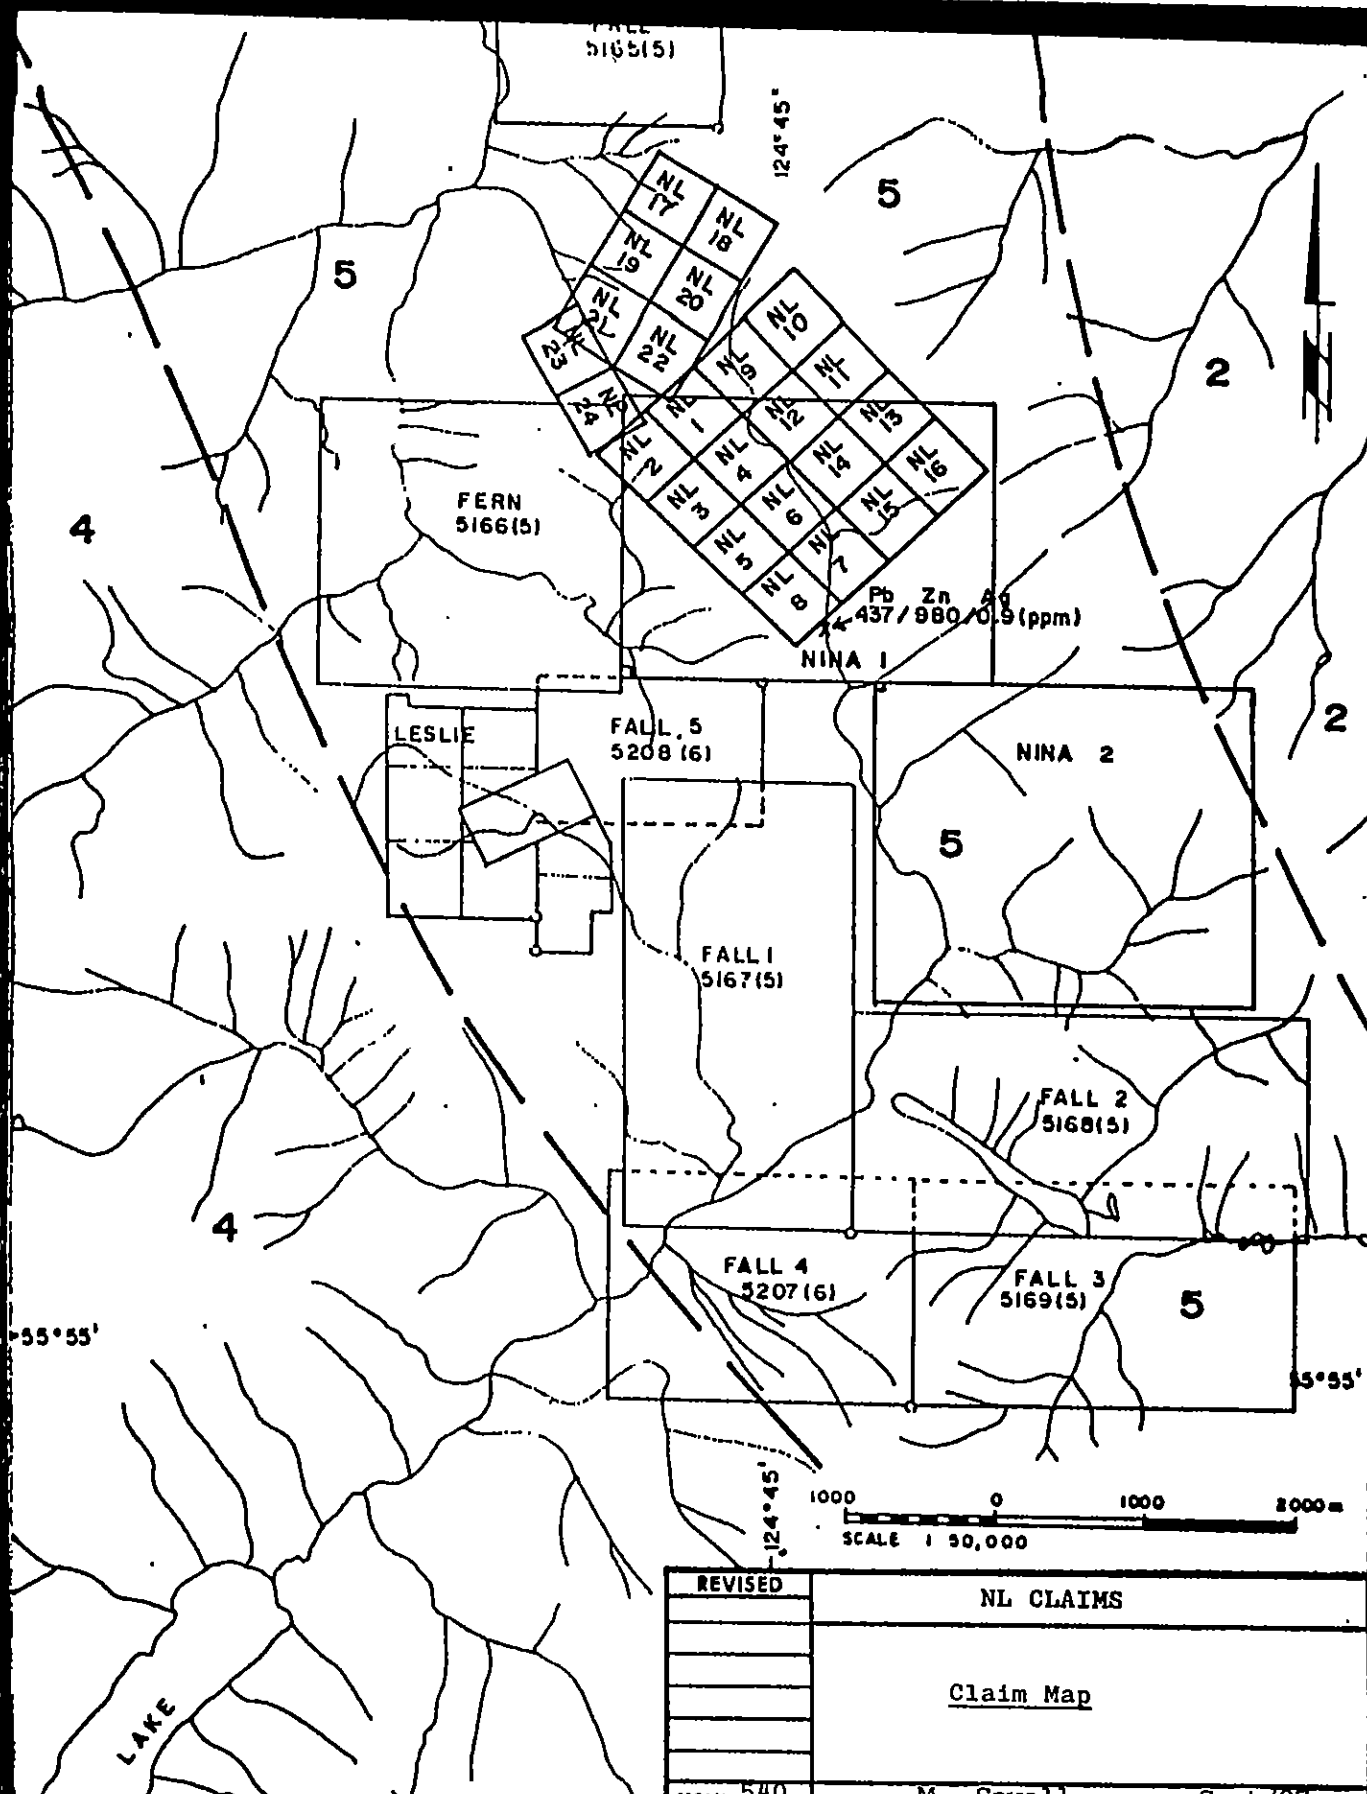 FALL
5165(5)
124°45'
5
NL
17
NL
18
NL
19
NL
20
NL
21
NL
22
NL
23
NL
24
5
NL
10
NL
9
NL
11
NL
1
NL
12
NL
13
NL
2
NL
4
NL
14
NL
16
NL
3
NL
6
NL
15
NL
5
NL
7
NL
8
2
N
FERN
5166(5)
4
Pb Zn Ag
437/980/0.9(ppm)
NINA 1
LESLIE
FALL 5
5208(6)
NINA 2
2
5
FALL 1
5167(5)
FALL 2
5168(5)
4
FALL 4
5207(6)
FALL 3
5169(5)
5
55°55'
55°55'
124°45'
1000 0 1000 2000m
SCALE 1 50,000
REVISED
NL CLAIMS
Claim Map
LAKE
540
M.